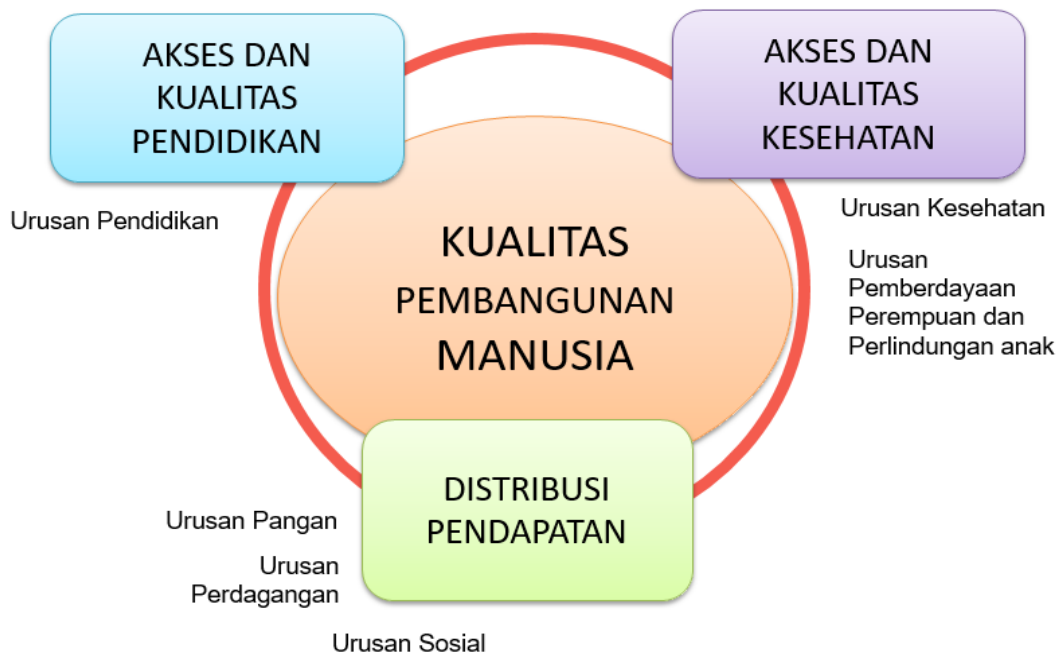 AKSES DAN
KUALITAS
PENDIDIKAN
AKSES DAN
KUALITAS
KESEHATAN
Urusan Pendidikan
Urusan Kesehatan
Urusan
Pemberdayaan
Perempuan dan
Perlindungan anak
KUALITAS
PEMBANGUNAN
MANUSIA
DISTRIBUSI
PENDAPATAN
Urusan Pangan
Urusan
Perdagangan
Urusan Sosial